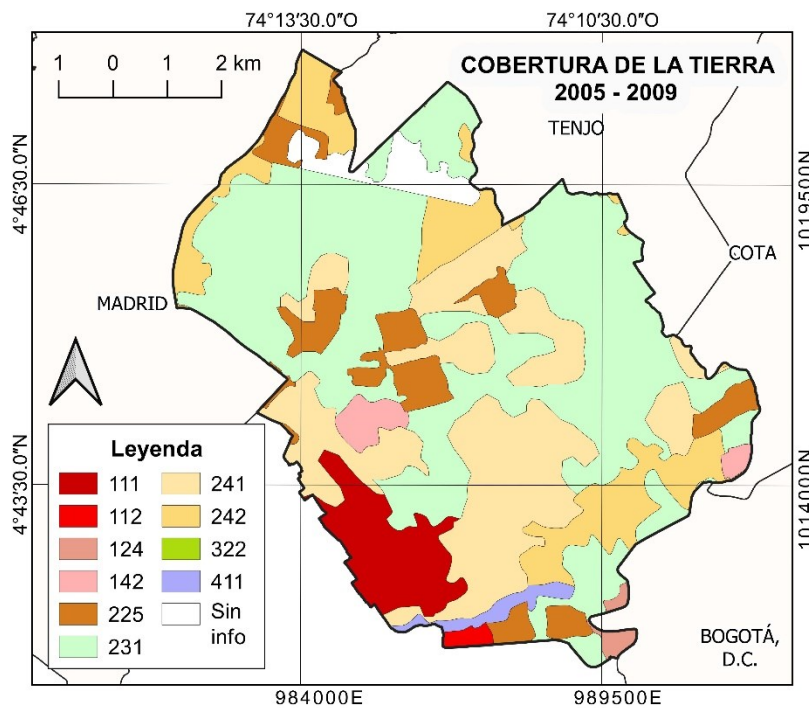 74°13'30.0"O 74°10'30.0"O
1 0 1 2 km
COBERTURA DE LA TIERRA
2005 - 2009
TENJO
4°46'30.0"N
1019500N
COTA
MADRID
Leyenda
111 241
112 242
124 322
142 411
225 Sin info
231
4°43'30.0"N
1014000N
BOGOTÁ,
D.C.
984000E 989500E